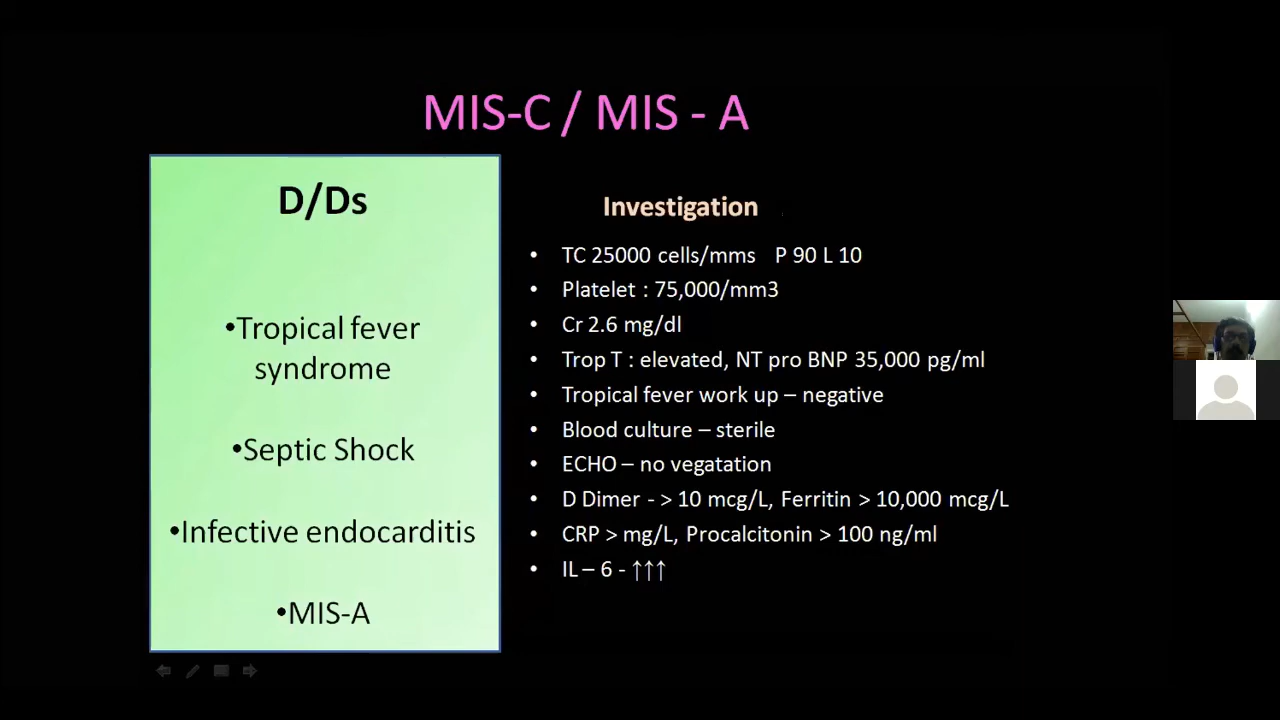 MIS-C / MIS - A
D/Ds
•Tropical fever
syndrome
•Septic Shock
•Infective endocarditis
•MIS-A
Investigation
• TC 25000 cells/mms P 90 L 10
• Platelet : 75,000/mm3
• Cr 2.6 mg/dl
• Trop T : elevated, NT pro BNP 35,000 pg/ml
• Tropical fever work up – negative
• Blood culture – sterile
• ECHO – no vegatation
• D Dimer - > 10 mcg/L, Ferritin > 10,000 mcg/L
• CRP > mg/L, Procalcitonin > 100 ng/ml
• IL – 6 - ↑↑↑